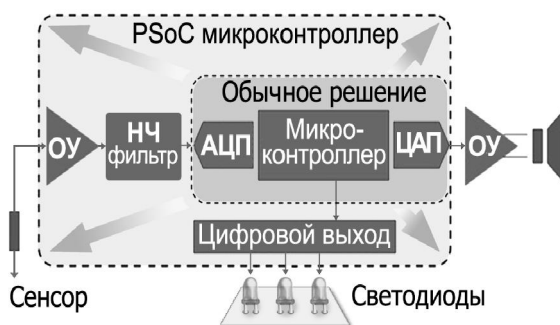 PSoC микроконтроллер
Обычное решение
ОУ
НЧ
фильтр
АЦП
Микро-
контроллер
ЦАП
ОУ
Цифровой выход
Сенсор
Светодиоды